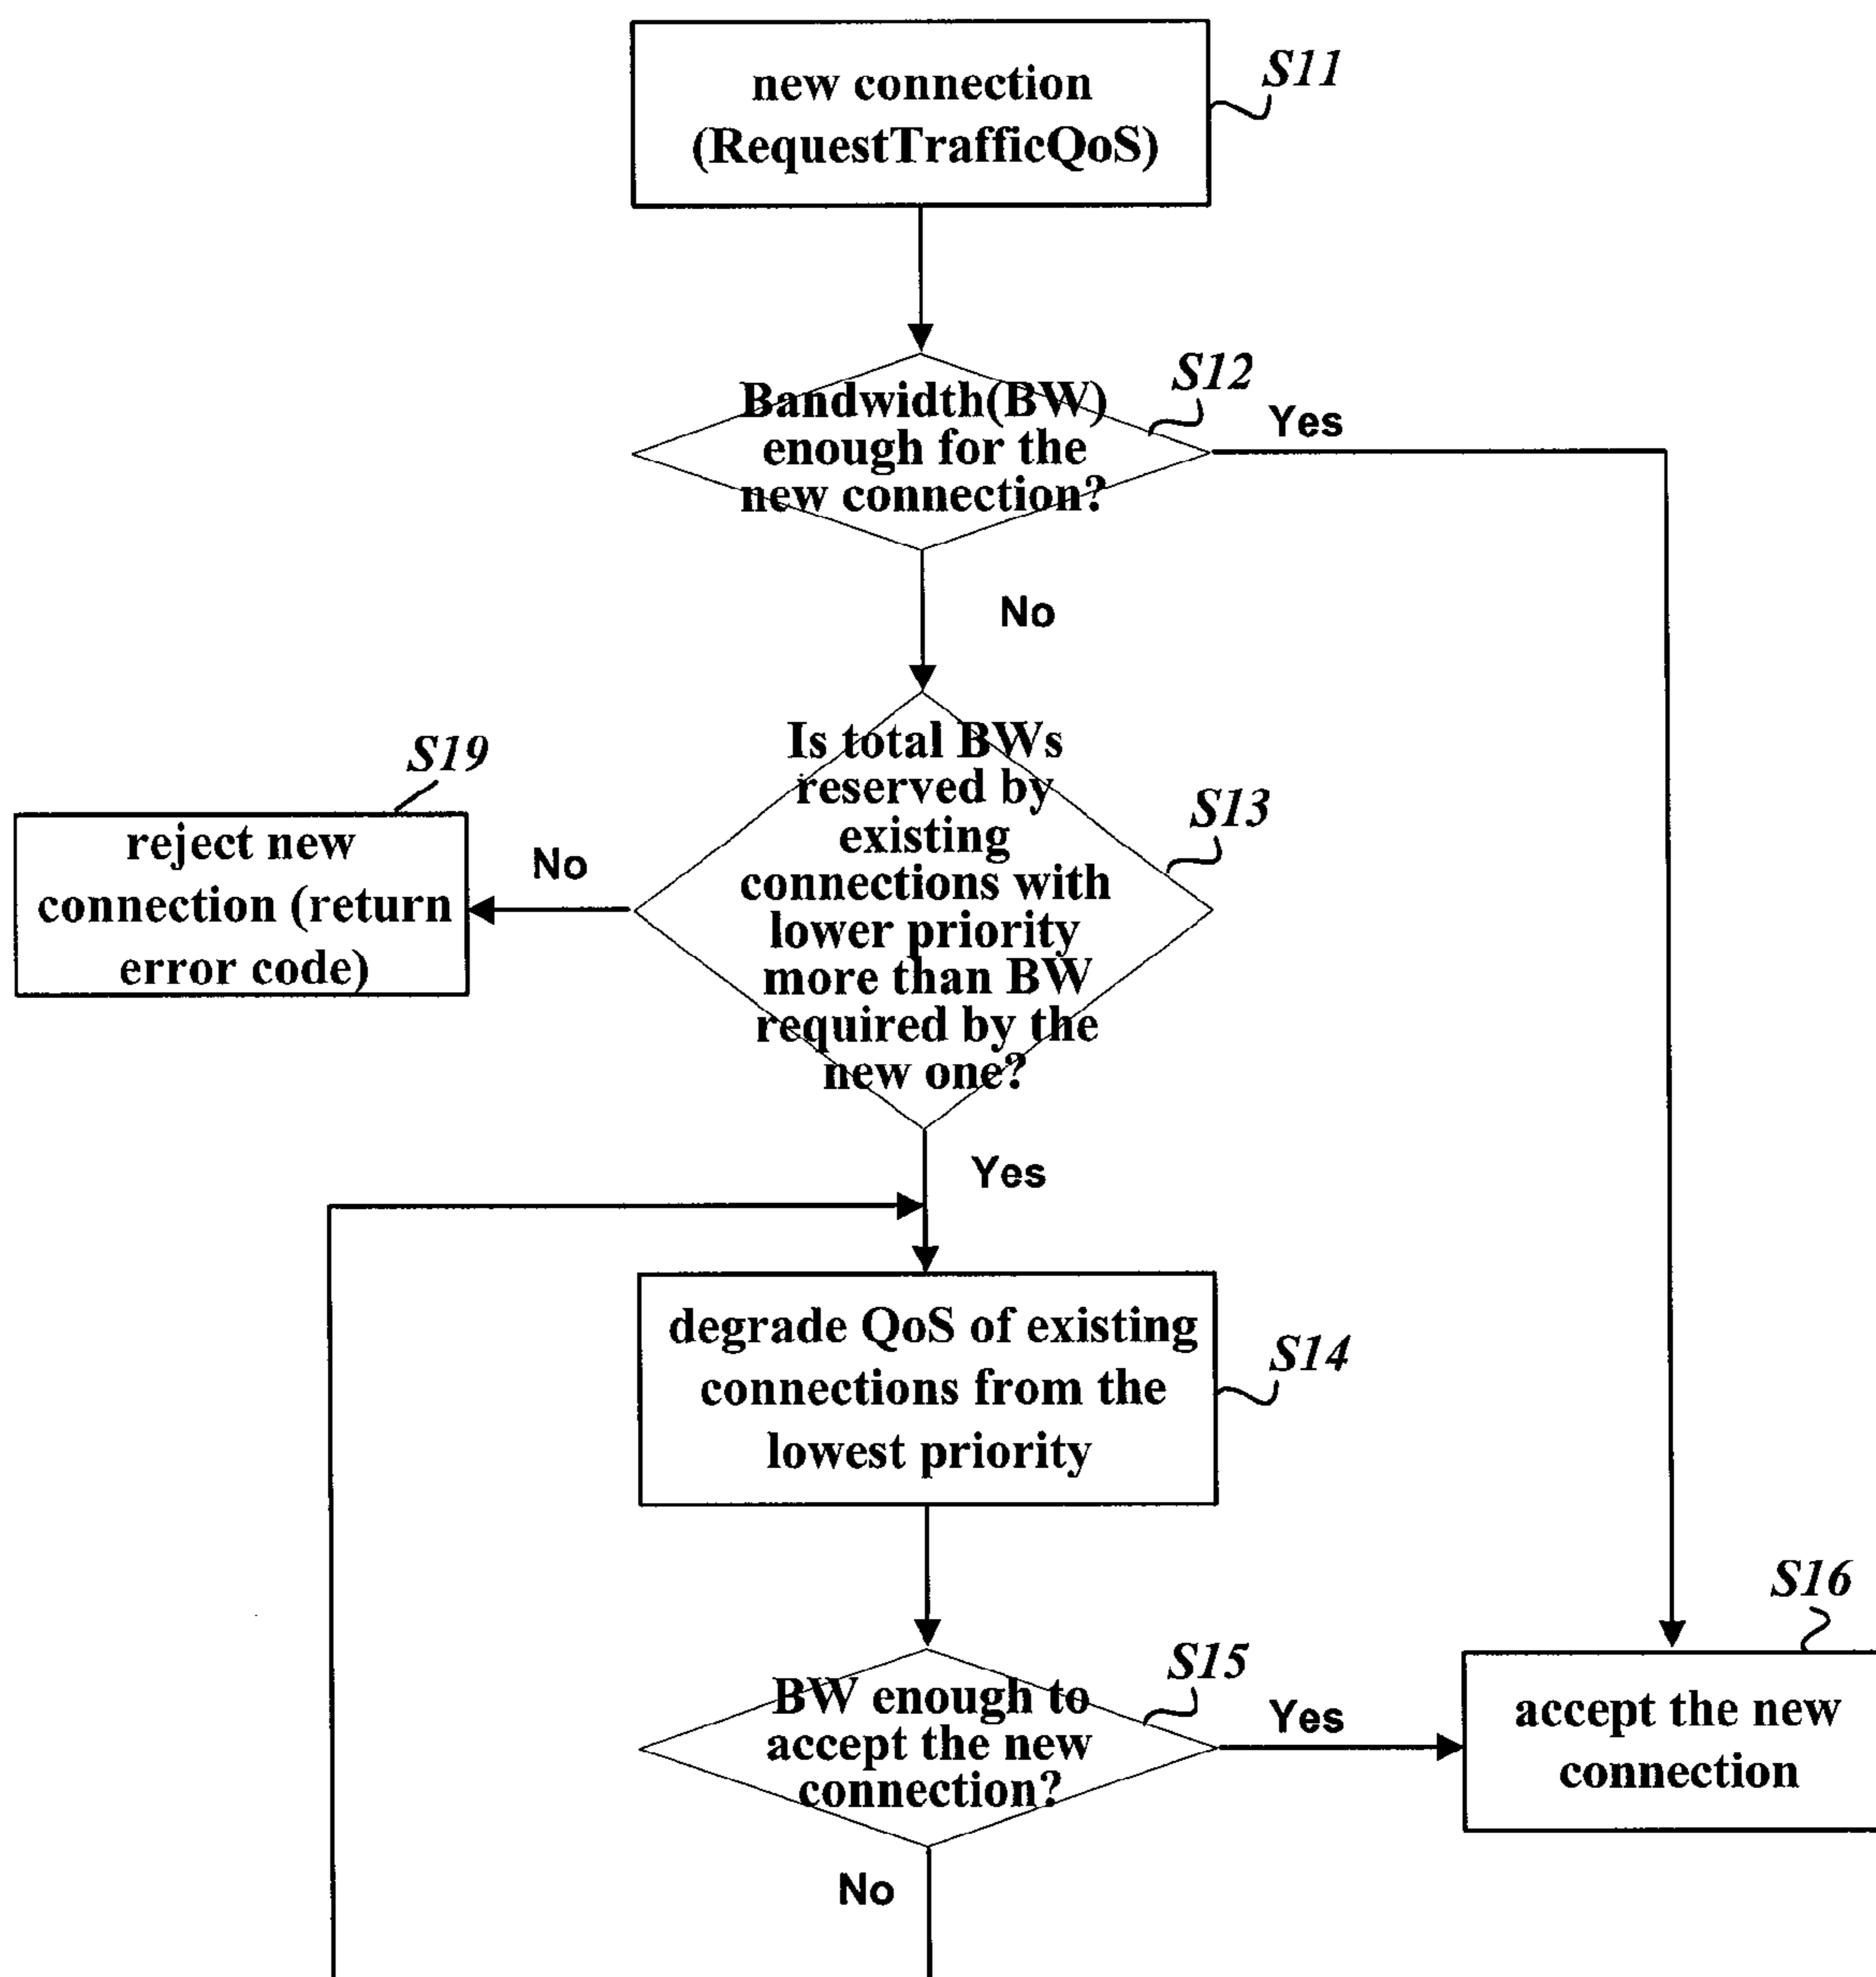 new connection
(RequestTrafficQoS)
S11
Bandwidth(BW)
enough for the
new connection?
S12
Yes
No
Is total BWs
reserved by
existing
connections with
lower priority
more than BW
required by the
new one?
S13
No
S19
reject new
connection (return
error code)
Yes
degrade QoS of existing
connections from the
lowest priority
S14
BW enough to
accept the new
connection?
S15
Yes
S16
accept the new
connection
No